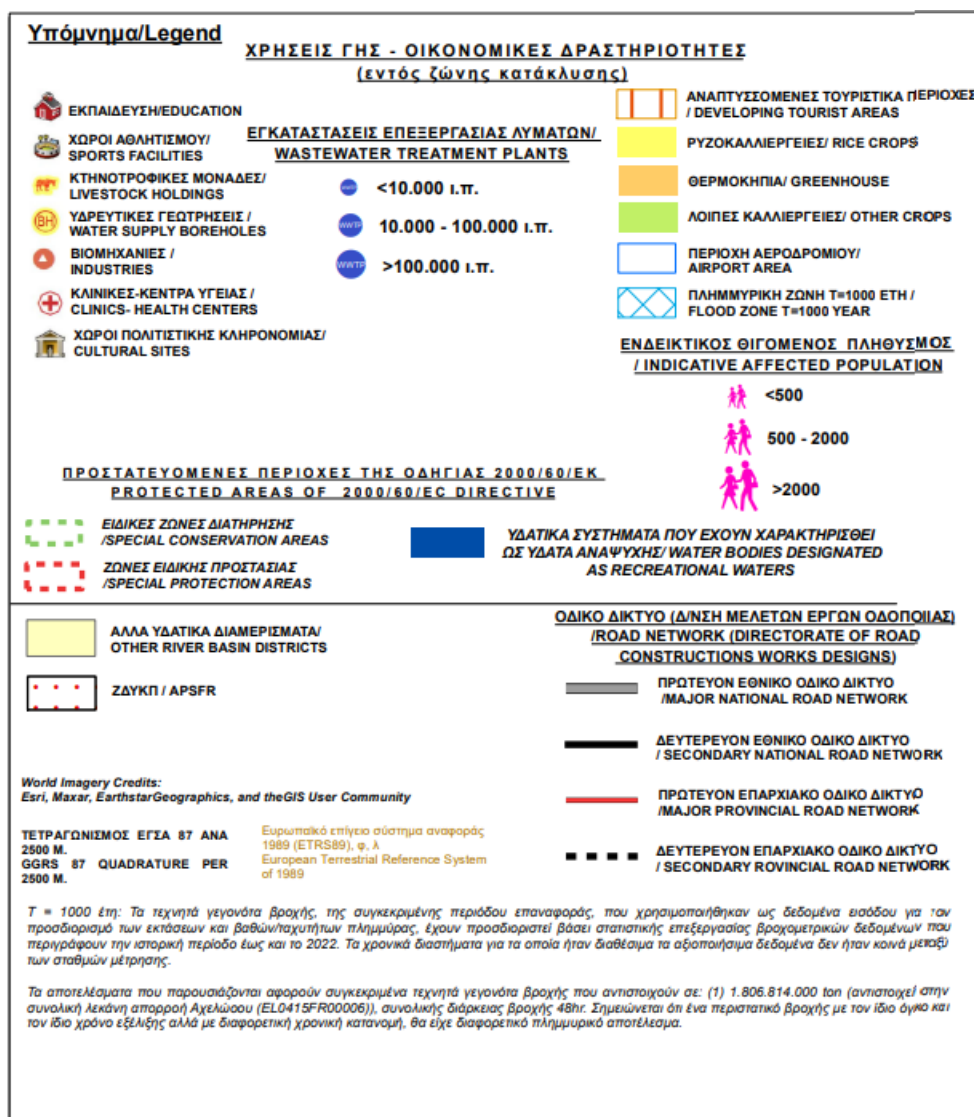 Υπόμνημα/Legend
ΧΡΗΣΕΙΣ ΓΗΣ - ΟΙΚΟΝΟΜΙΚΕΣ ΔΡΑΣΤΗΡΙΟΤΗΤΕΣ
(εντός ζώνης κατάκλυσης)
ΕΚΠΑΙΔΕΥΣΗ/EDUCATION
ΧΩΡΟΙ ΑΘΛΗΤΙΣΜΟΥ/
SPORTS FACILITIES
ΚΤΗΝΟΤΡΟΦΙΚΕΣ ΜΟΝΑΔΕΣ/
LIVESTOCK HOLDINGS
BH
ΥΔΡΕΥΤΙΚΕΣ ΓΕΩΤΡΗΣΕΙΣ /
WATER SUPPLY BOREHOLES
ΒΙΟΜΗΧΑΝΙΕΣ /
INDUSTRIES
ΚΛΙΝΙΚΕΣ-ΚΕΝΤΡΑ ΥΓΕΙΑΣ /
CLINICS- HEALTH CENTERS
ΧΩΡΟΙ ΠΟΛΙΤΙΣΤΙΚΗΣ ΚΛΗΡΟΝΟΜΙΑΣ/
CULTURAL SITES
ΕΓΚΑΤΑΣΤΑΣΕΙΣ ΕΠΕΞΕΡΓΑΣΙΑΣ ΛΥΜΑΤΩΝ/
WASTEWATER TREATMENT PLANTS
WWTP <10.000 ι.π.
WWTP 10.000 - 100.000 ι.π.
WWTP >100.000 ι.π.
ΑΝΑΠΤΥΣΣΟΜΕΝΕΣ ΤΟΥΡΙΣΤΙΚΑ ΠΕΡΙΟΧΕΣ
/ DEVELOPING TOURIST AREAS
ΡΥΖΟΚΑΛΛΙΕΡΓΕΙΕΣ/ RICE CROPS
ΘΕΡΜΟΚΗΠΙΑ/ GREENHOUSE
ΛΟΙΠΕΣ ΚΑΛΛΙΕΡΓΕΙΕΣ/ OTHER CROPS
ΠΕΡΙΟΧΗ ΑΕΡΟΔΡΟΜΙΟΥ/
AIRPORT AREA
ΠΛΗΜΜΥΡΙΚΗ ΖΩΝΗ T=1000 ΕΤΗ /
FLOOD ZONE T=1000 YEAR
ΕΝΔΕΙΚΤΙΚΟΣ ΘΙΓΟΜΕΝΟΣ ΠΛΗΘΥΣΜΟΣ
/ INDICATIVE AFFECTED POPULATION
<500
500 - 2000
>2000
ΠΡΟΣΤΑΤΕΥΟΜΕΝΕΣ ΠΕΡΙΟΧΕΣ ΤΗΣ ΟΔΗΓΙΑΣ 2000/60/ΕΚ
PROTECTED AREAS OF 2000/60/EC DIRECTIVE
ΕΙΔΙΚΕΣ ΖΩΝΕΣ ΔΙΑΤΗΡΗΣΗΣ
/SPECIAL CONSERVATION AREAS
ΖΩΝΕΣ ΕΙΔΙΚΗΣ ΠΡΟΣΤΑΣΙΑΣ
/SPECIAL PROTECTION AREAS
ΥΔΑΤΙΚΑ ΣΥΣΤΗΜΑΤΑ ΠΟΥ ΕΧΟΥΝ ΧΑΡΑΚΤΗΡΙΣΘΕΙ
ΩΣ ΥΔΑΤΑ ΑΝΑΨΥΧΗΣ/ WATER BODIES DESIGNATED
AS RECREATIONAL WATERS
ΑΛΛΑ ΥΔΑΤΙΚΑ ΔΙΑΜΕΡΙΣΜΑΤΑ/
OTHER RIVER BASIN DISTRICTS
ΖΔΥΚΠ / APSFR
ΟΔΙΚΟ ΔΙΚΤΥΟ (Δ/ΝΣΗ ΜΕΛΕΤΩΝ ΕΡΓΩΝ ΟΔΟΠΟΙΙΑΣ)
/ROAD NETWORK (DIRECTORATE OF ROAD
CONSTRUCTIONS WORKS DESIGNS)
ΠΡΩΤΕΥΟΝ ΕΘΝΙΚΟ ΟΔΙΚΟ ΔΙΚΤΥΟ
/MAJOR NATIONAL ROAD NETWORK
ΔΕΥΤΕΡΕΥΟΝ ΕΘΝΙΚΟ ΟΔΙΚΟ ΔΙΚΤΥΟ
/ SECONDARY NATIONAL ROAD NETWORK
ΠΡΩΤΕΥΟΝ ΕΠΑΡΧΙΑΚΟ ΟΔΙΚΟ ΔΙΚΤΥΟ
/MAJOR PROVINCIAL ROAD NETWORK
ΔΕΥΤΕΡΕΥΟΝ ΕΠΑΡΧΙΑΚΟ ΟΔΙΚΟ ΔΙΚΤΥΟ
/ SECONDARY ROVINCIAL ROAD NETWORK
World Imagery Credits:
Esri, Maxar, EarthstarGeographics, and theGIS User Community
ΤΕΤΡΑΓΩΝΙΣΜΟΣ ΕΓΣΑ 87 ΑΝΑ
2500 Μ.
GGRS 87 QUADRATURE PER
2500 M.
Ευρωπαϊκό επίγειο σύστημα αναφοράς
1989 (ETRS89), φ, λ
European Terrestrial Reference System
of 1989
T = 1000 έτη: Τα τεχνητά γεγονότα βροχής, της συγκεκριμένης περιόδου επαναφοράς, που χρησιμοποιήθηκαν ως δεδομένα εισόδου για τον
προσδιορισμό των εκτάσεων και βαθών/ταχυτήτων πλημμύρας, έχουν προσδιοριστεί βάσει στατιστικής επεξεργασίας βροχομετρικών δεδομένων που
περιγράφουν την ιστορική περίοδο έως και το 2022. Τα χρονικά διαστήματα για τα οποία ήταν διαθέσιμα τα αξιοποιήσιμα δεδομένα δεν ήταν κοινά μεταξύ
των σταθμών μέτρησης.
Τα αποτελέσματα που παρουσιάζονται αφορούν συγκεκριμένα τεχνητά γεγονότα βροχής που αντιστοιχούν σε: (1) 1.806.814.000 ton (αντιστοιχεί στην
συνολική λεκάνη απορροή Αχελώου (EL0415FR00006)), συνολικής διάρκειας βροχής 48hr. Σημειώνεται ότι ένα περιστατικό βροχής με τον ίδιο όγκο και
τον ίδιο χρόνο εξέλιξης αλλά με διαφορετική χρονική κατανομή, θα είχε διαφορετικό πλημμυρικό αποτέλεσμα.